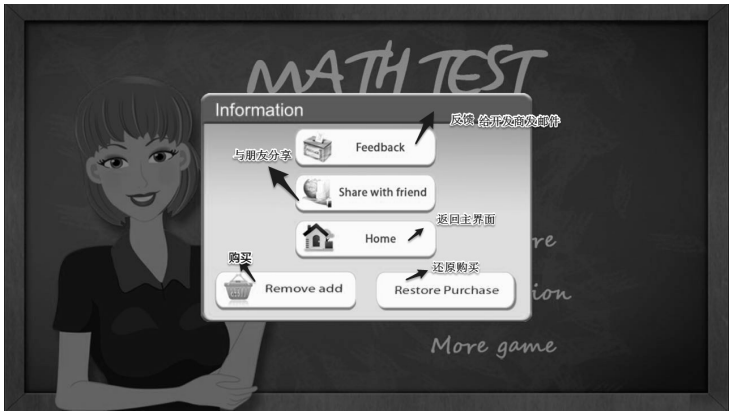 MATH TEST
Information
反馈 给开发商发邮件
Feedback
与朋友分享
Share with friend
返回主界面
Home
re
购买
还原购买
Remove add
Restore Purchase
ion
More game